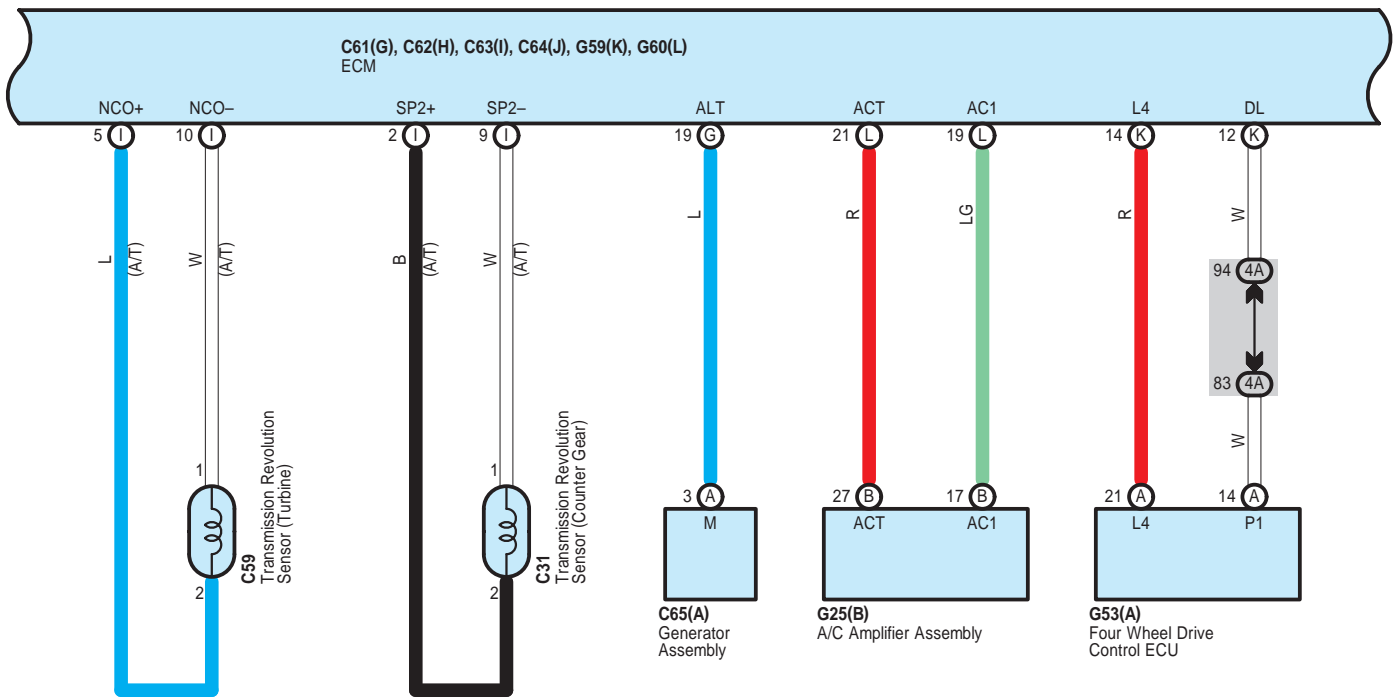 C61(G), C62(H), C63(I), C64(J), G59(K), G60(L)
ECM
NCO+ NCO– SP2+ SP2– ALT ACT AC1 L4 DL
5 I 10 I 2 I 9 I 19 G 21 L 19 L 14 K 12 K
L (A/T) W (A/T) B (A/T) W (A/T) L R LG R W
94 4A
83 4A
W
1
2
C59
Transmission Revolution
Sensor (Turbine)
1
2
C31
Transmission Revolution
Sensor (Counter Gear)
3 A 27 B 17 B 21 A 14 A
M ACT AC1 L4 P1
C65(A)
Generator
Assembly
G25(B)
A/C Amplifier Assembly
G53(A)
Four Wheel Drive
Control ECU